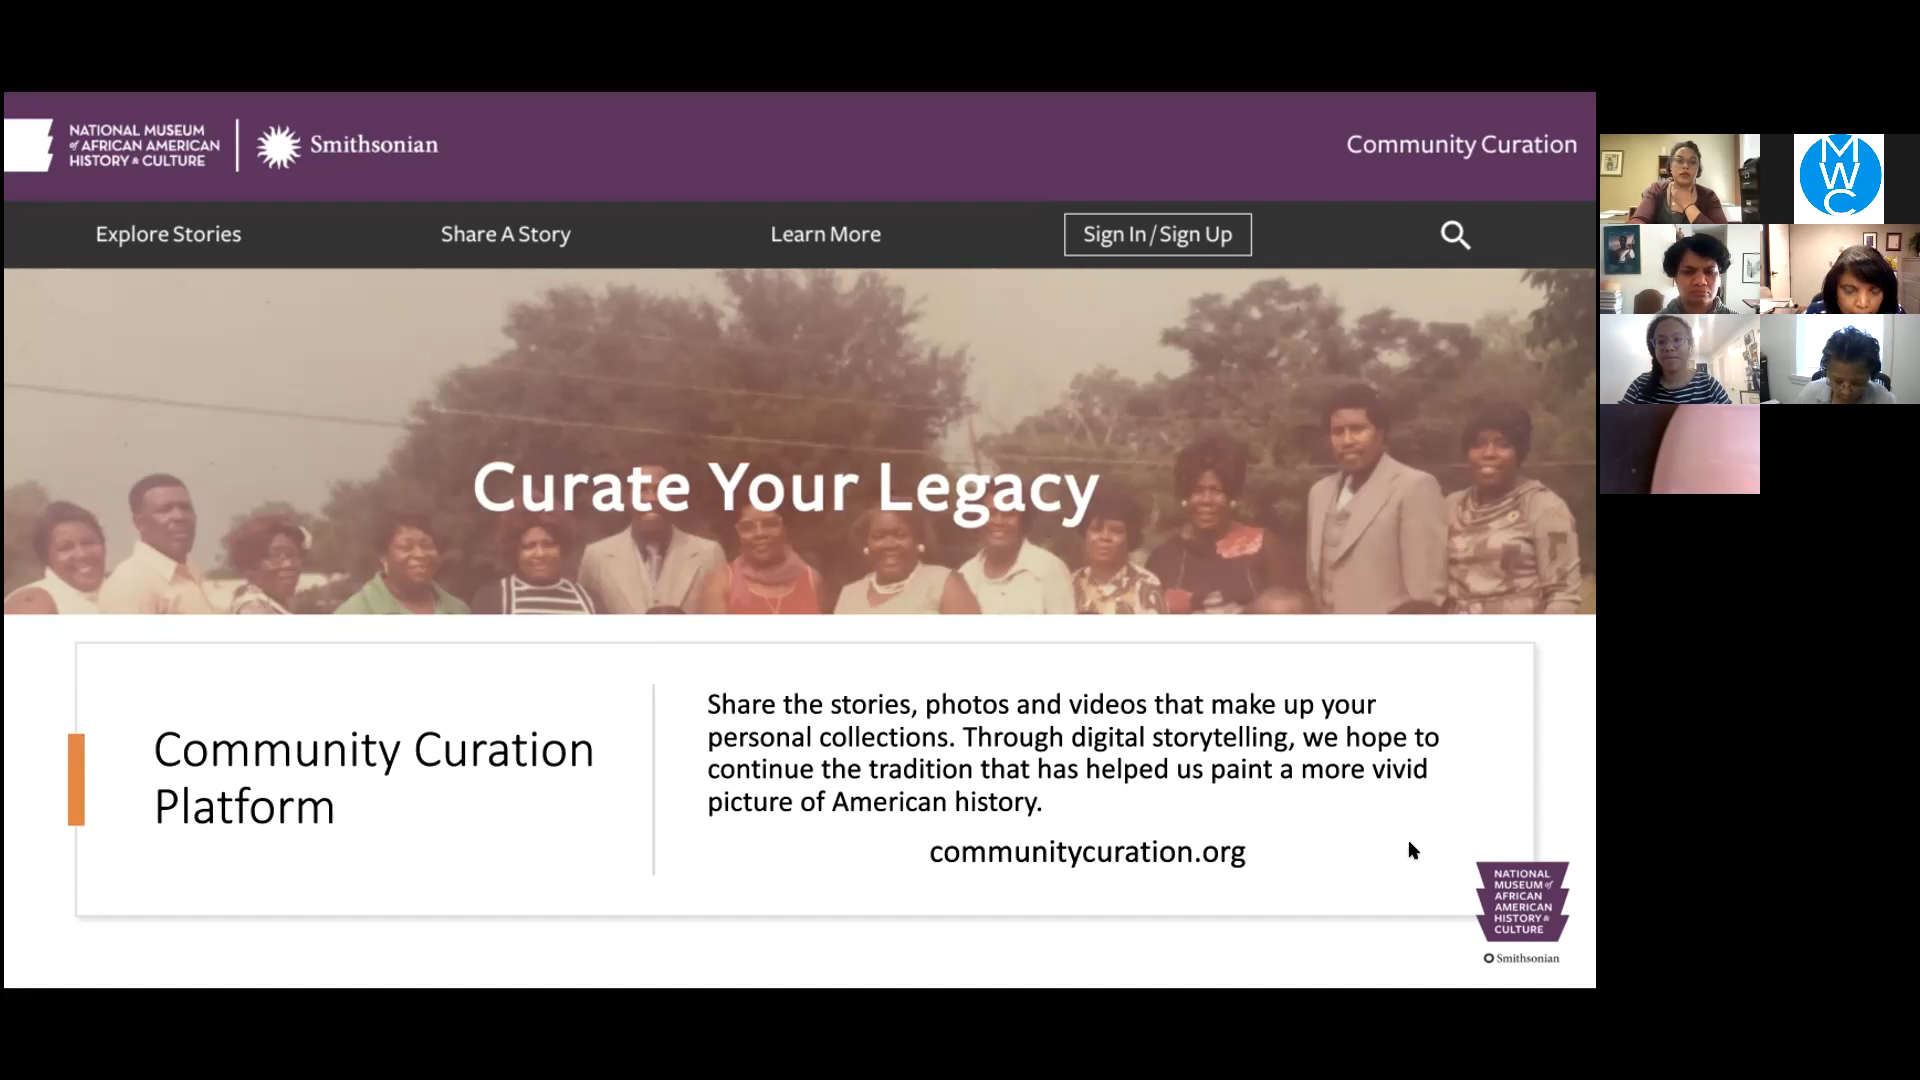 NATIONAL MUSEUM
of AFRICAN AMERICAN
HISTORY & CULTURE
Smithsonian
Community Curation
Explore Stories
Share A Story
Learn More
Sign In / Sign Up
Curate Your Legacy
Community Curation
Platform
Share the stories, photos and videos that make up your
personal collections. Through digital storytelling, we hope to
continue the tradition that has helped us paint a more vivid
picture of American history.
communitycuration.org
NATIONAL
MUSEUM of
AFRICAN
AMERICAN
HISTORY &
CULTURE
Smithsonian
M
W
C